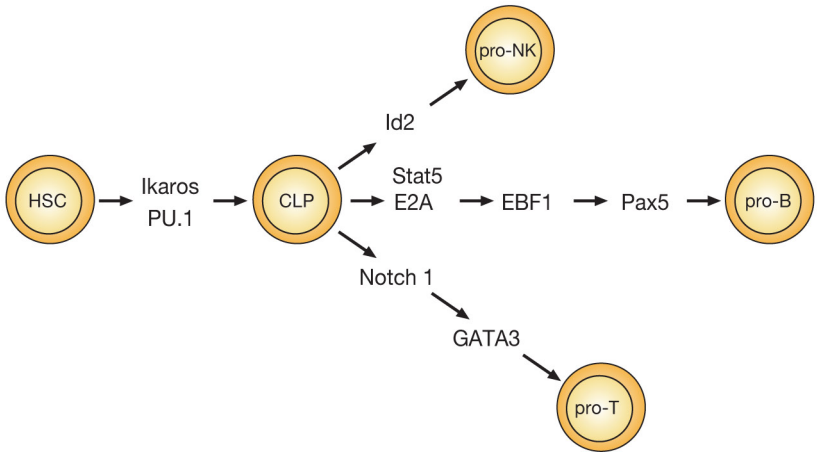 pro-NK
Id2
HSC
Ikaros
PU.1
CLP
Stat5
E2A
EBF1
Pax5
pro-B
Notch 1
GATA3
pro-T